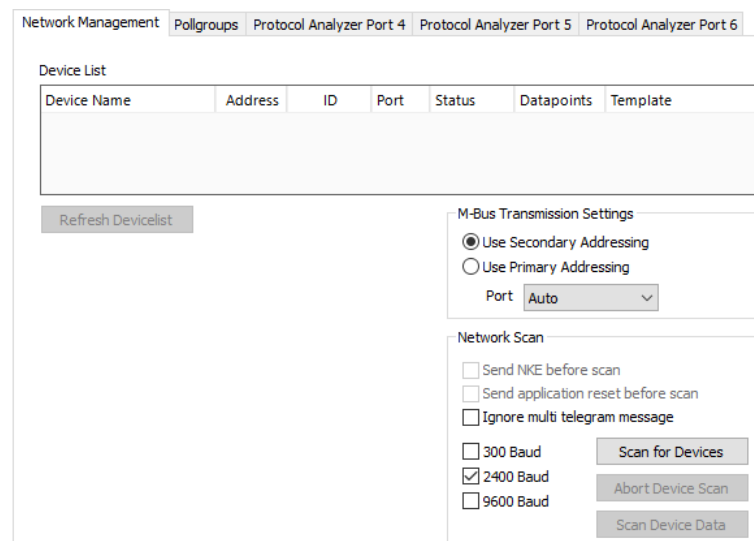 Network Management Pollgroups Protocol Analyzer Port 4 Protocol Analyzer Port 5 Protocol Analyzer Port 6
Device List
Device Name Address ID Port Status Datapoints Template
Refresh Devicelist
M-Bus Transmission Settings
Use Secondary Addressing
Use Primary Addressing
Port Auto
Network Scan
Send NKE before scan
Send application reset before scan
Ignore multi telegram message
300 Baud Scan for Devices
2400 Baud
Abort Device Scan
9600 Baud
Scan Device Data